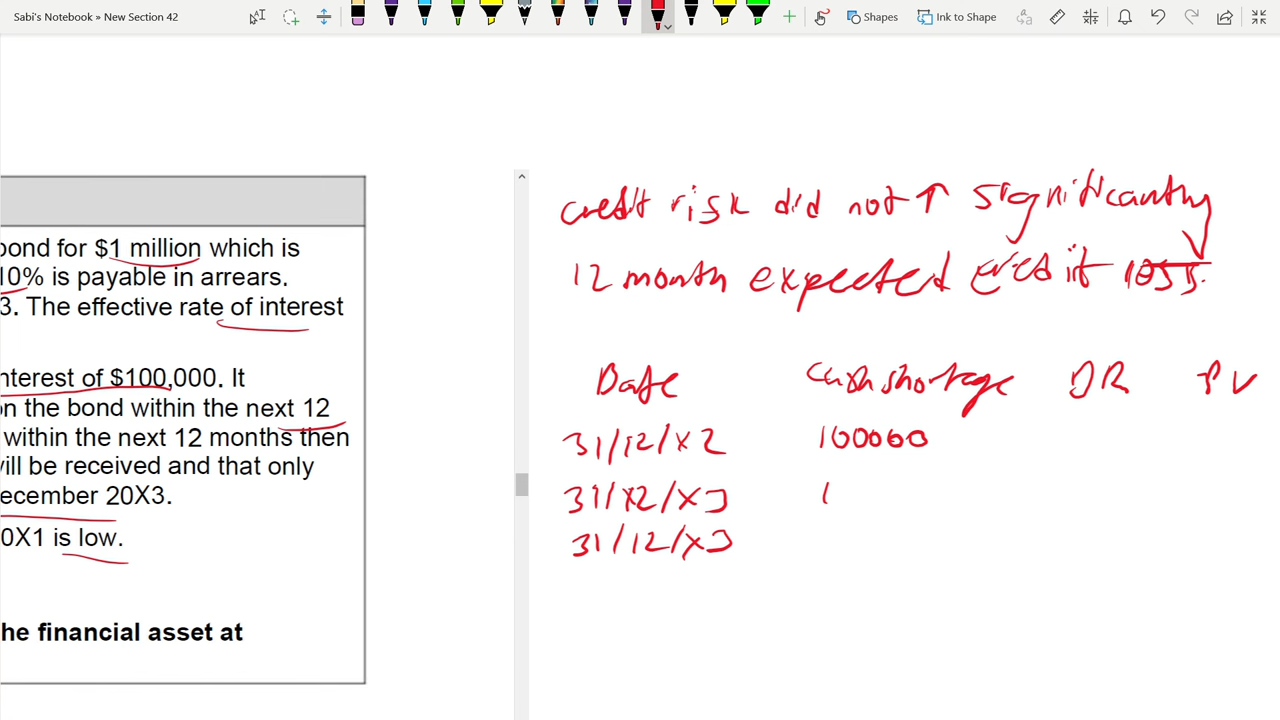 Sabi's Notebook » New Section 42
Shapes
Ink to Shape
bond for $1 million which is
10% is payable in arrears.
3. The effective rate of interest
nterest of $100,000. It
on the bond within the next 12
within the next 12 months then
ill be received and that only
ecember 20X3.
0X1 is low.
he financial asset at
credit risk did not ↑ significantly
12 month expected credit loss.
Date cash shortage DR PV
31/12/X2 100000
31/X2/X3 1
31/12/X3